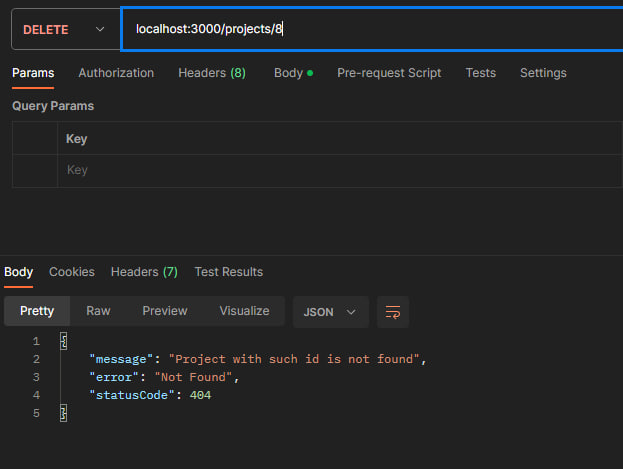 DELETE localhost:3000/projects/8
Params Authorization Headers (8) Body Pre-request Script Tests Settings
Query Params
Key
Key
Body Cookies Headers (7) Test Results
Pretty Raw Preview Visualize JSON
1 {
2 "message": "Project with such id is not found",
3 "error": "Not Found",
4 "statusCode": 404
5 }